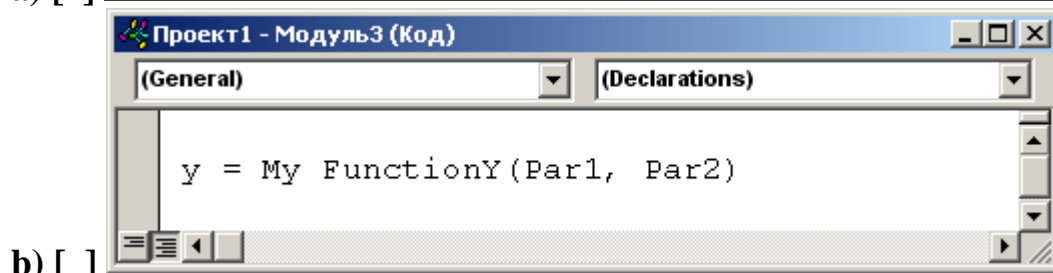 Проект1 - Модуль3 (Код)
(General) (Declarations)
y = My FunctionY(Par1, Par2)
b) [ ]